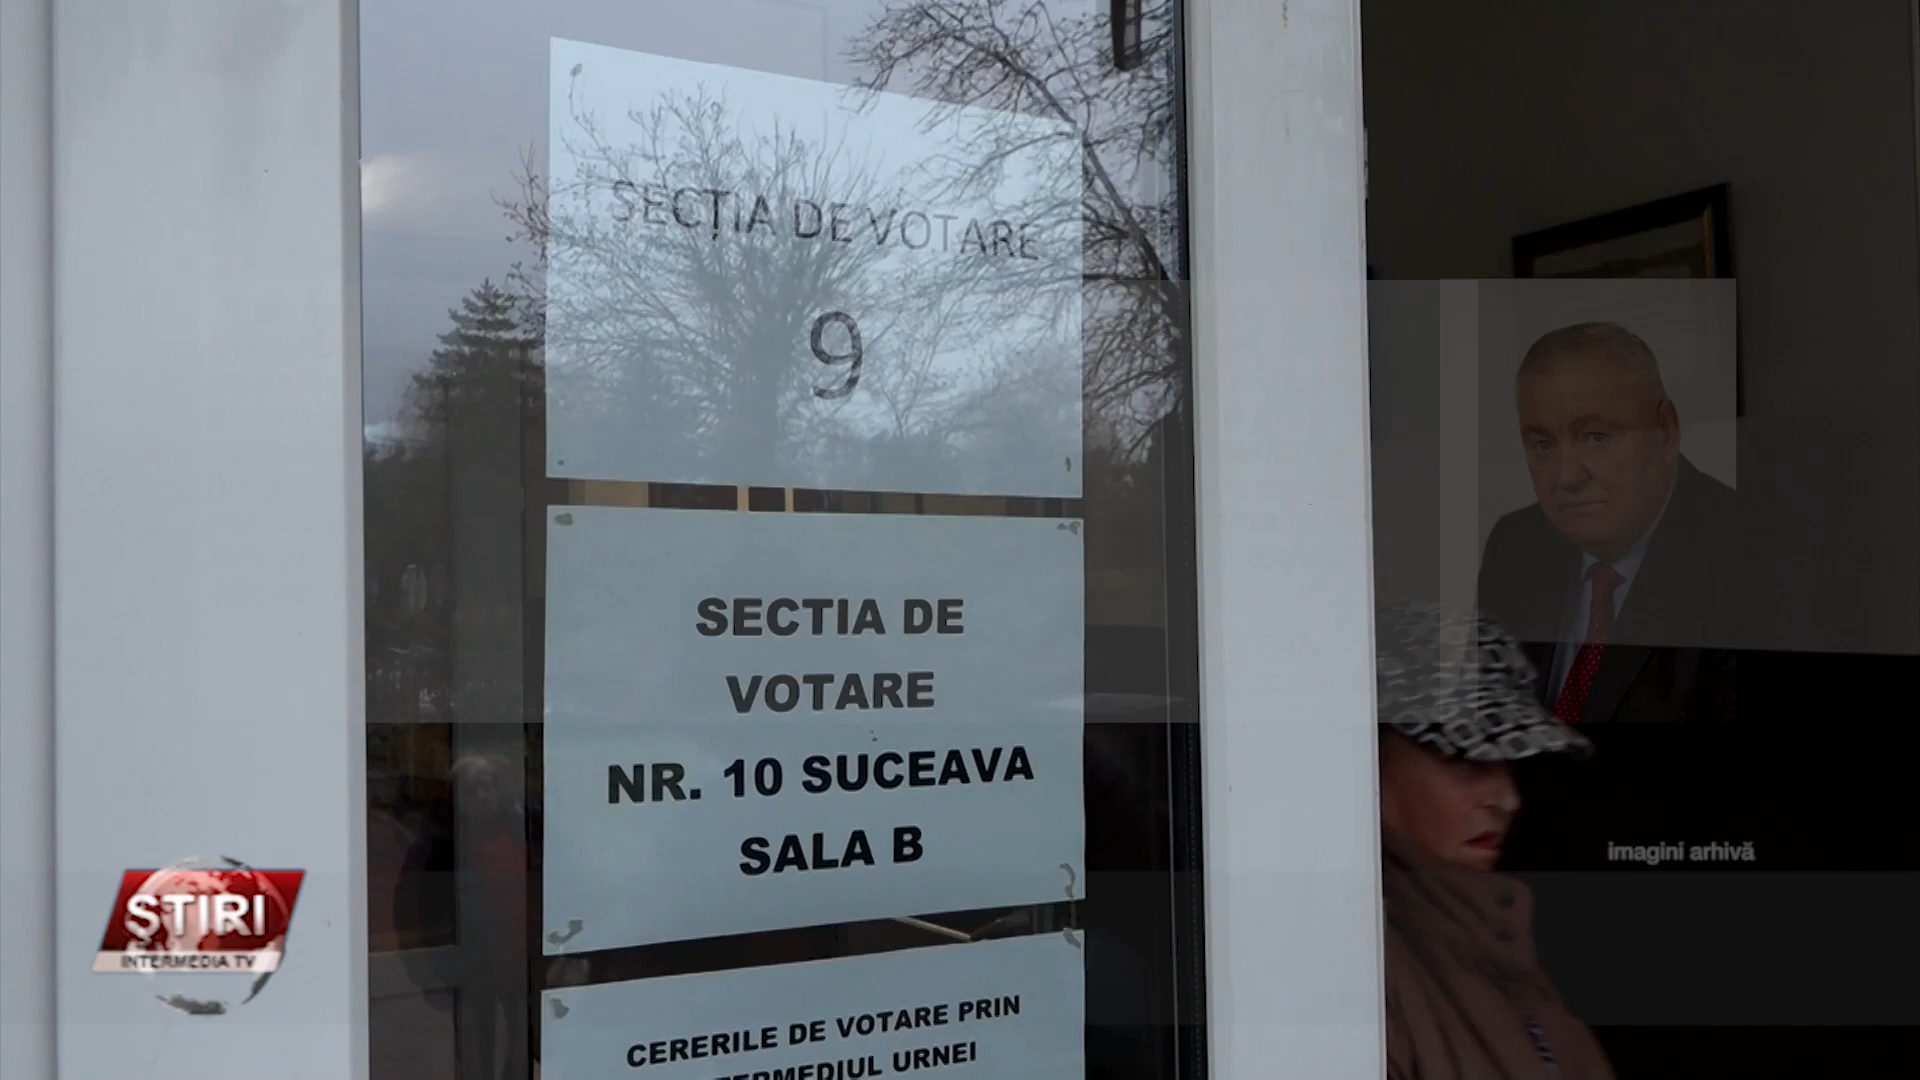 SECȚIA DE VOTARE
9
SECTIA DE
VOTARE
NR. 10 SUCEAVA
SALA B
CERERILE DE VOTARE PRIN
INTERMEDIUL URNEI
imagini arhivă
ȘTIRI
INTERMEDIA TV